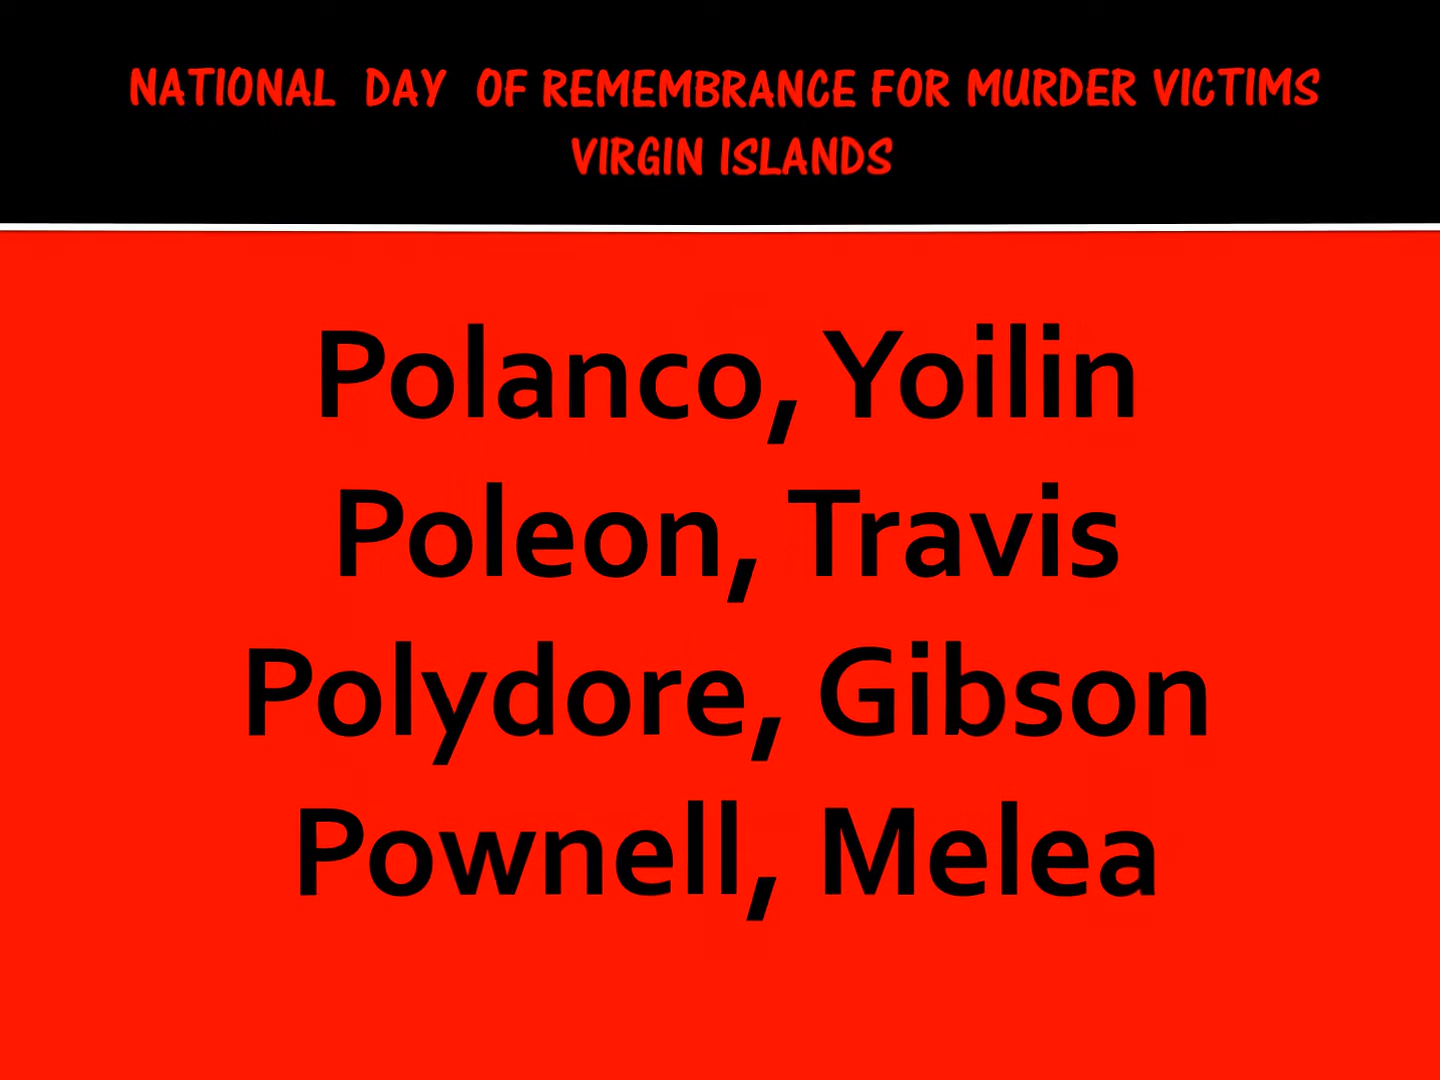 NATIONAL DAY OF REMEMBRANCE FOR MURDER VICTIMS
VIRGIN ISLANDS
Polanco, Yoilin
Poleon, Travis
Polydore, Gibson
Pownell, Melea